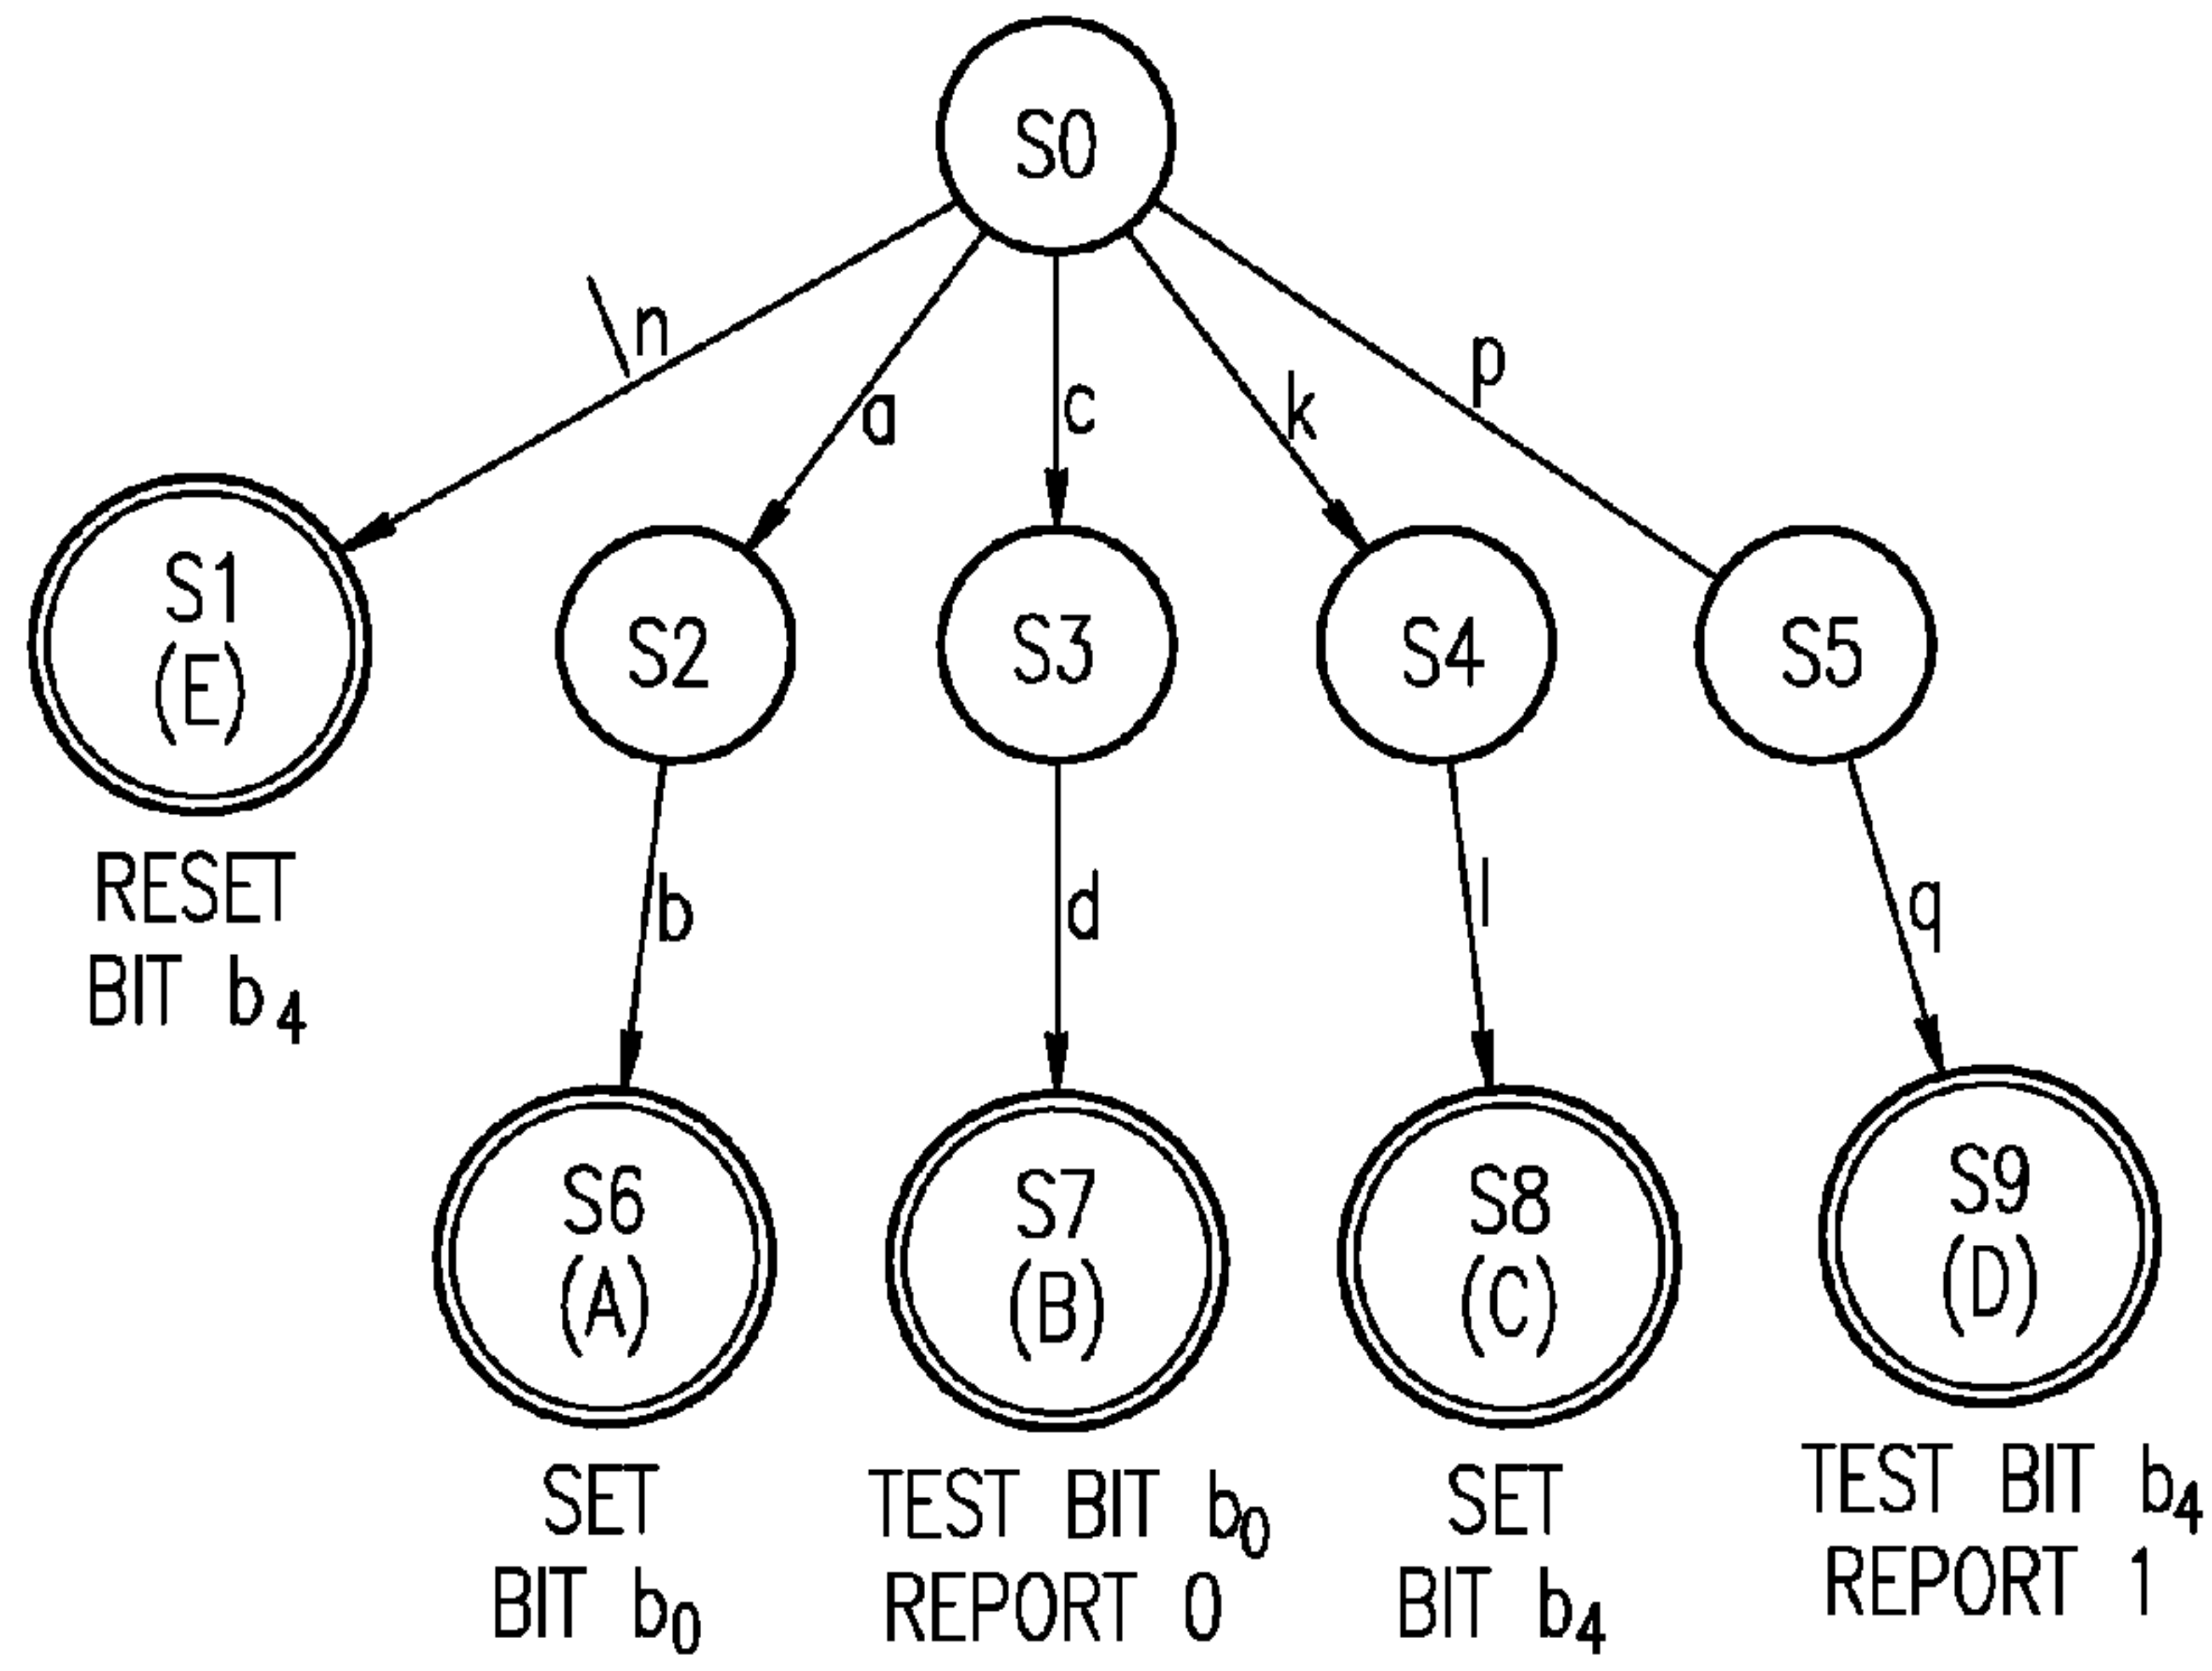 S0
\n
a
c
k
p
S1
(E)
S2
S3
S4
S5
RESET
BIT b4
b
d
l
q
S6
(A)
S7
(B)
S8
(C)
S9
(D)
SET
BIT b0
TEST BIT b0
REPORT 0
SET
BIT b4
TEST BIT b4
REPORT 1